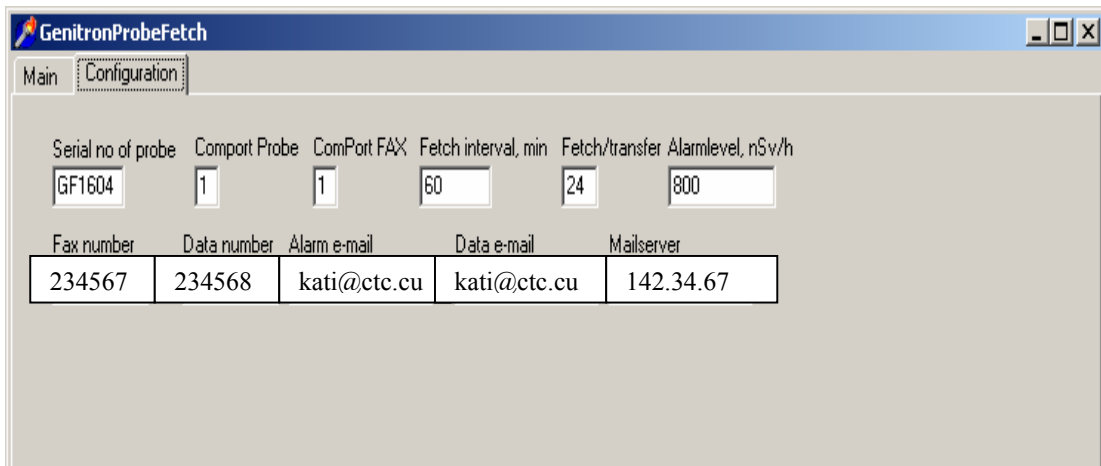 GenitronProbeFetch
Main Configuration
Serial no of probe Comport Probe ComPort FAX Fetch interval, min Fetch/transfer Alarmlevel, nSv/h
GF1604 1 1 60 24 800
Fax number Data number Alarm e-mail Data e-mail Mailserver
234567 234568 kati@ctc.cu kati@ctc.cu 142.34.67